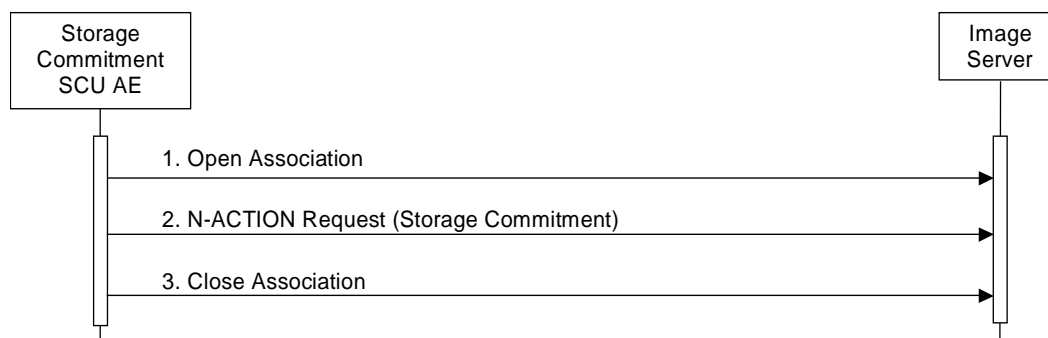 Storage
Commitment
SCU AE
Image
Server
1. Open Association
2. N-ACTION Request (Storage Commitment)
3. Close Association